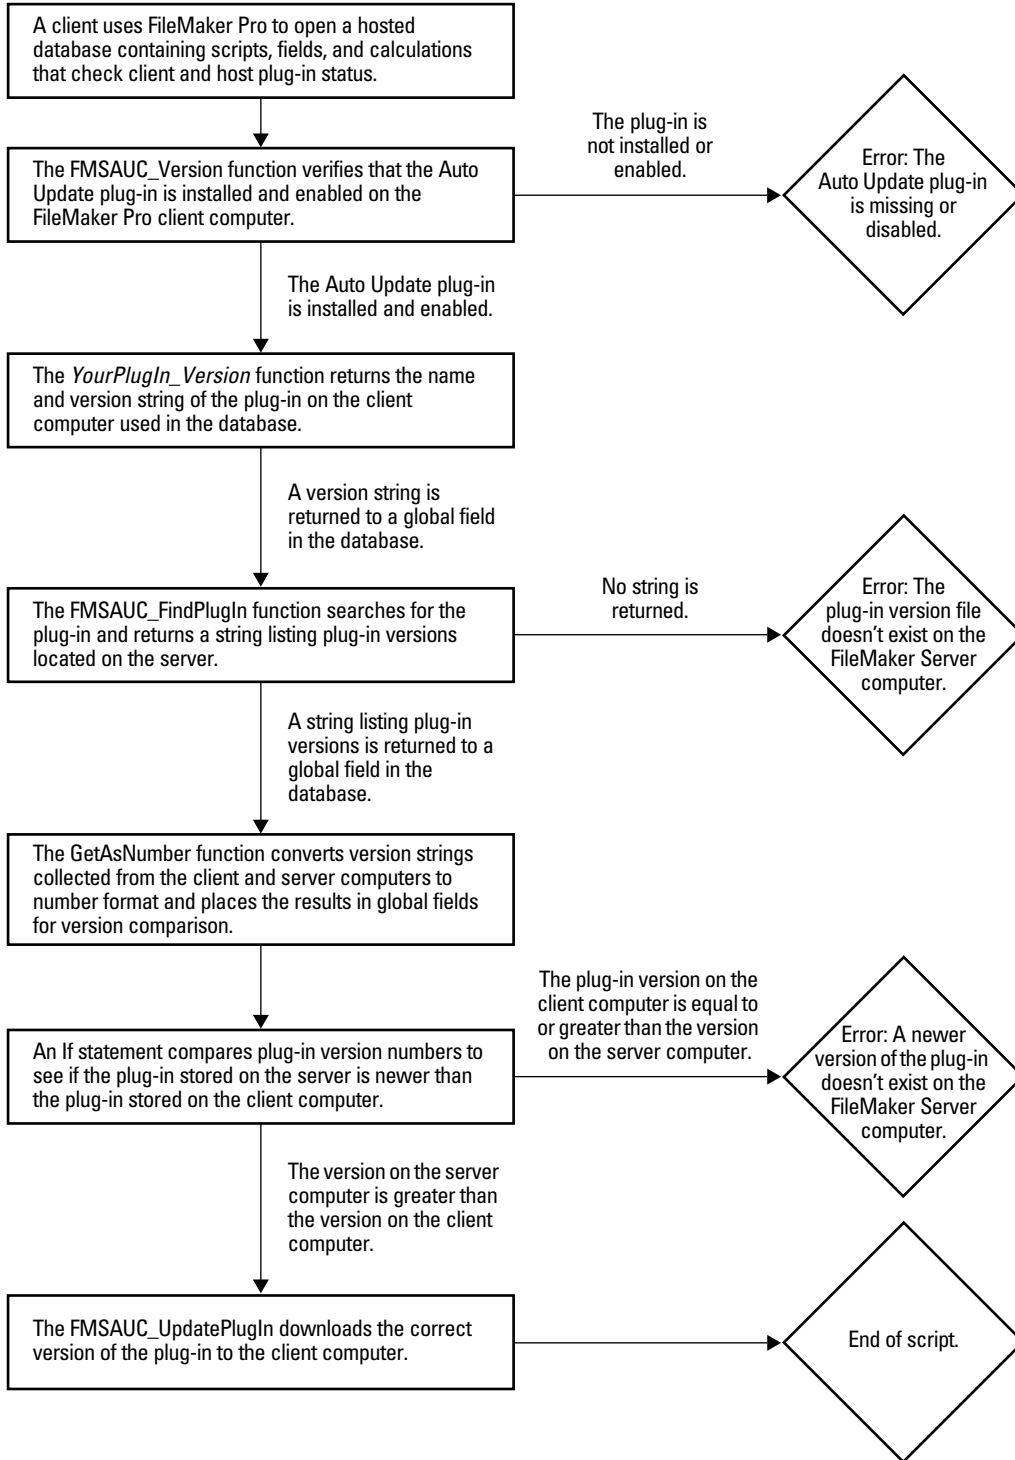 A client uses FileMaker Pro to open a hosted
database containing scripts, fields, and calculations
that check client and host plug-in status.
The plug-in is
not installed or
enabled.
Error: The
Auto Update plug-in
is missing or
disabled.
The FMSAUC_Version function verifies that the Auto
Update plug-in is installed and enabled on the
FileMaker Pro client computer.
The Auto Update plug-in
is installed and enabled.
The YourPlugIn_Version function returns the name
and version string of the plug-in on the client
computer used in the database.
A version string is
returned to a global field
in the database.
No string is
returned.
Error: The
plug-in version file
doesn't exist on the
FileMaker Server
computer.
The FMSAUC_FindPlugIn function searches for the
plug-in and returns a string listing plug-in versions
located on the server.
A string listing plug-in
versions is returned to a
global field in the
database.
The GetAsNumber function converts version strings
collected from the client and server computers to
number format and places the results in global fields
for version comparison.
The plug-in version on the
client computer is equal to
or greater than the version
on the server computer.
Error: A newer
version of the plug-in
doesn't exist on the
FileMaker Server
computer.
An If statement compares plug-in version numbers to
see if the plug-in stored on the server is newer than
the plug-in stored on the client computer.
The version on the server
computer is greater than
the version on the client
computer.
The FMSAUC_UpdatePlugIn downloads the correct
version of the plug-in to the client computer.
End of script.